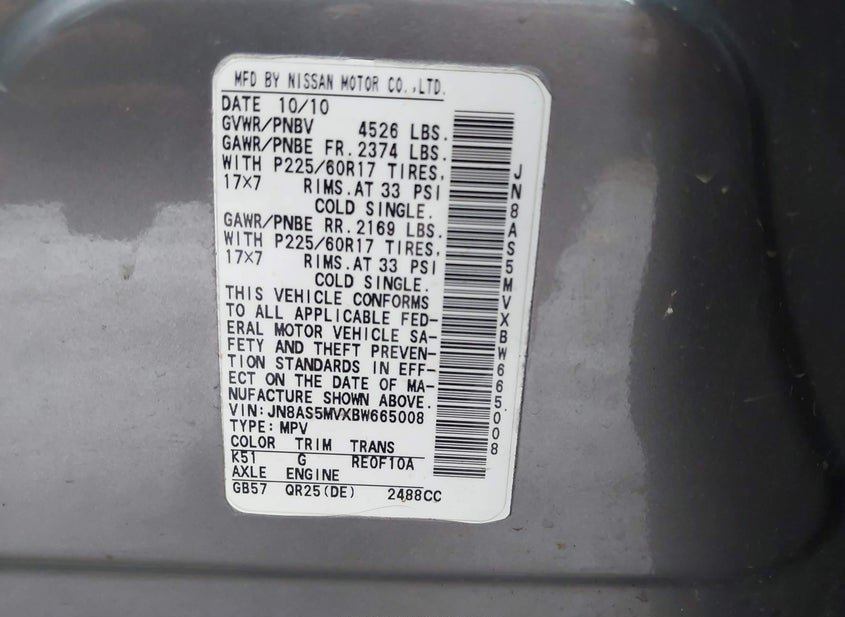 MFD BY NISSAN MOTOR CO.,LTD.
DATE 10/10
GVWR/PNBV 4526 LBS.
GAWR/PNBE FR. 2374 LBS.
WITH P225/60R17 TIRES,
17×7 RIMS.AT 33 PSI
COLD SINGLE.
GAWR/PNBE RR. 2169 LBS.
WITH P225/60R17 TIRES,
17×7 RIMS.AT 33 PSI
COLD SINGLE.
THIS VEHICLE CONFORMS
TO ALL APPLICABLE FED-
ERAL MOTOR VEHICLE SA-
FETY AND THEFT PREVEN-
TION STANDARDS IN EFF-
ECT ON THE DATE OF MA-
NUFACTURE SHOWN ABOVE.
VIN:JN8AS5MVXBW665008
TYPE:MPV
COLOR TRIM TRANS
K51 G RE0F10A
AXLE ENGINE
GB57 QR25(DE) 2488CC
JN8AS5MVXBW665008